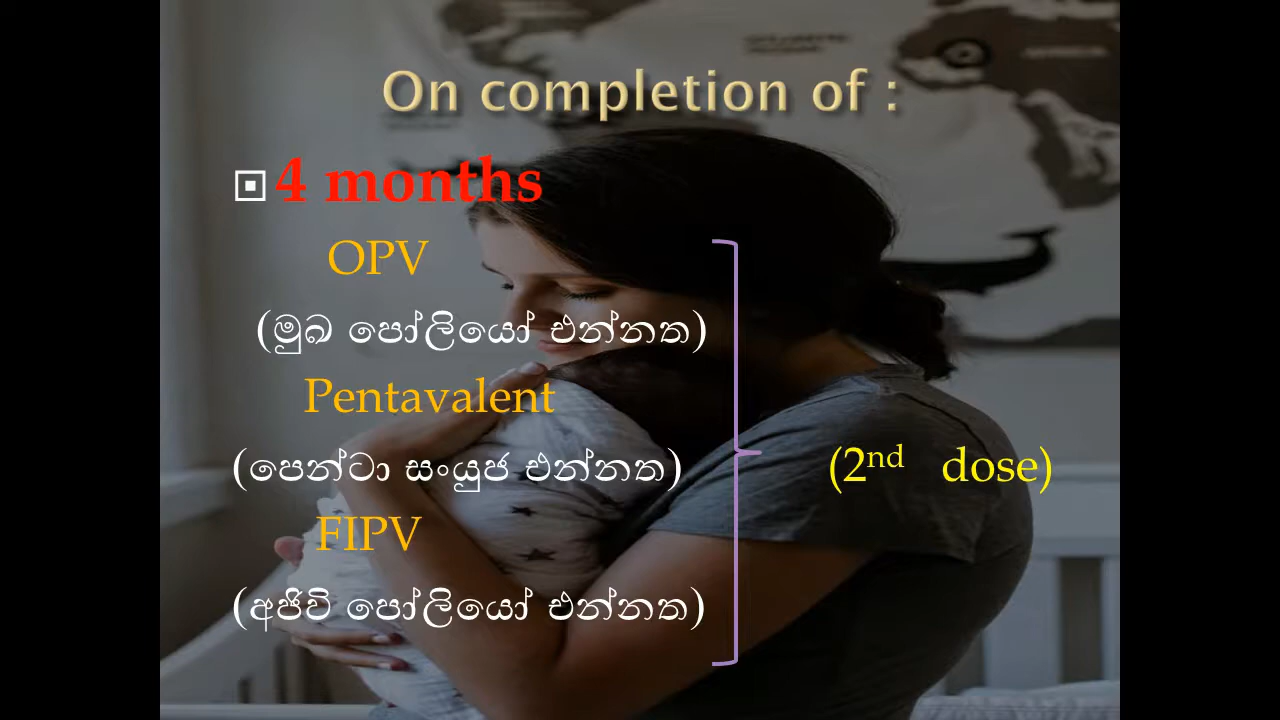 On completion of :
4 months
OPV
(මුඛ පෝලියෝ එන්නත)
Pentavalent
(පෙන්ටා සංයුජ එන්නත)
(2nd dose)
FIPV
(අජිවි පෝලියෝ එන්නත)